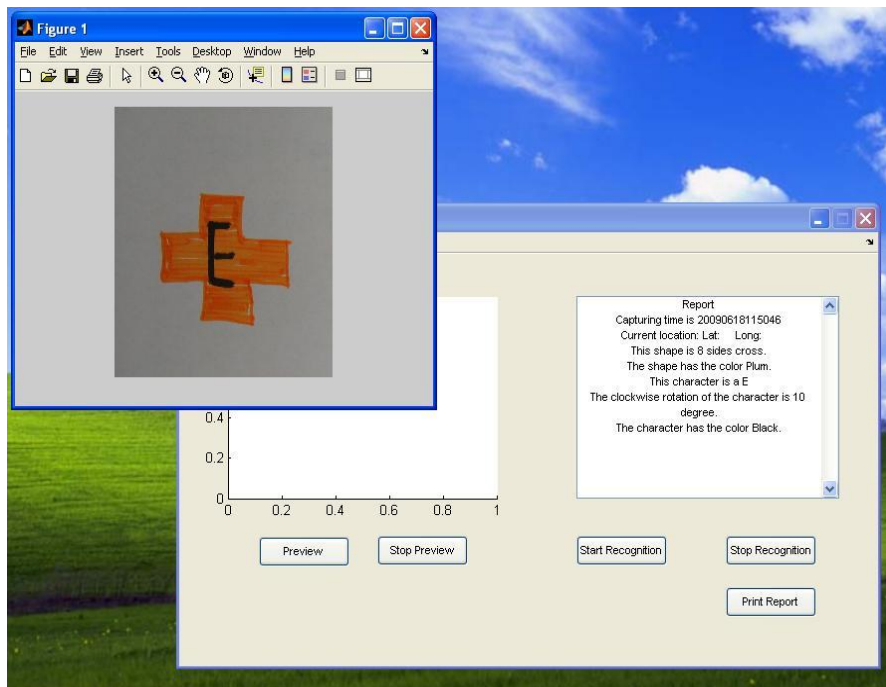 Figure 1
File Edit View Insert Tools Desktop Window Help
E
Report
Capturing time is 20090618115046
Current location: Lat: Long:
This shape is 8 sides cross.
The shape has the color Plum.
This character is a E
The clockwise rotation of the character is 10
degree.
The character has the color Black.
0.4
0.2
0
0 0.2 0.4 0.6 0.8 1
Preview Stop Preview Start Recognition Stop Recognition
Print Report